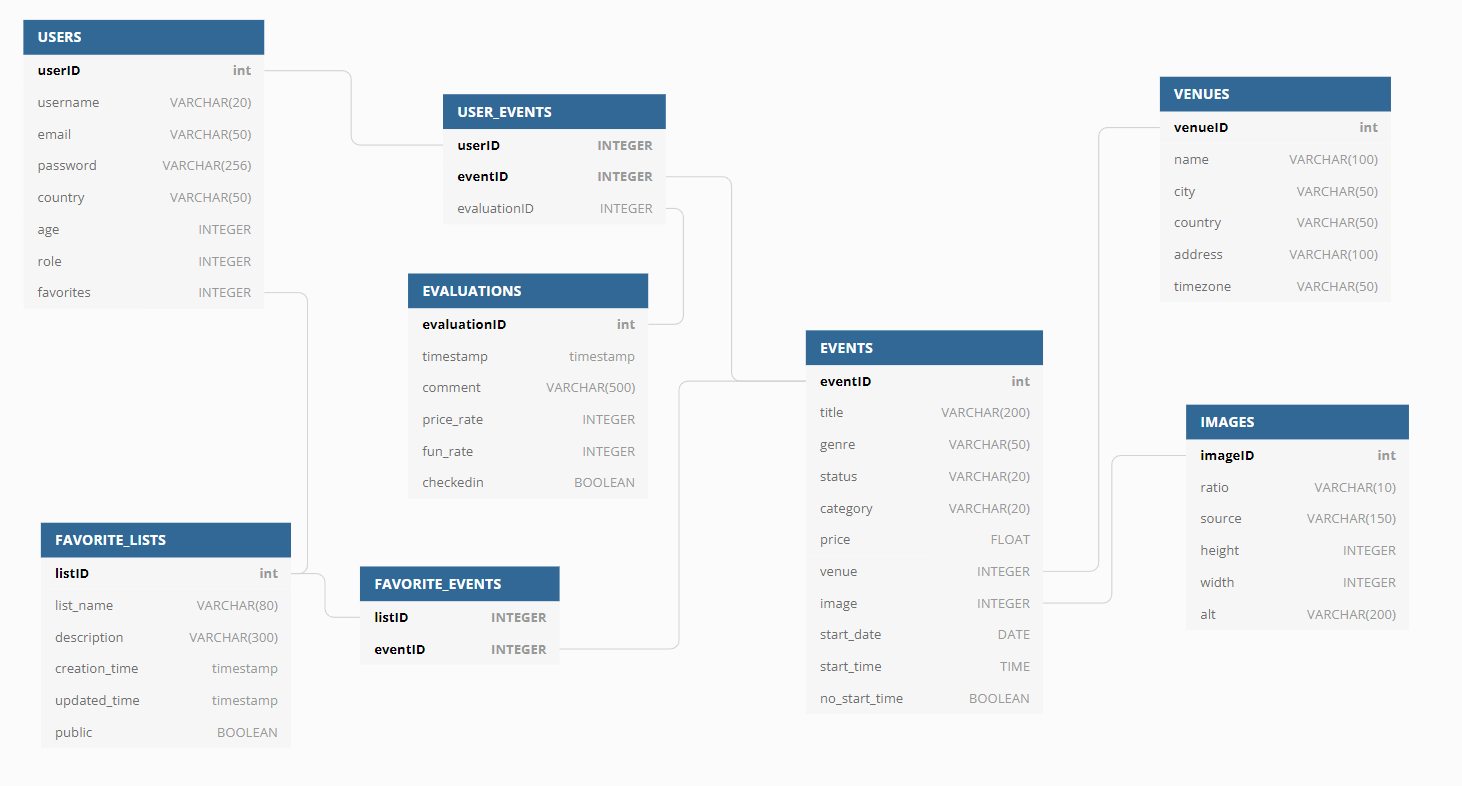 USERS
userID int
username VARCHAR(20)
email VARCHAR(50)
password VARCHAR(256)
country VARCHAR(50)
age INTEGER
role INTEGER
favorites INTEGER
USER_EVENTS
userID INTEGER
eventID INTEGER
evaluationID INTEGER
EVALUATIONS
evaluationID int
timestamp timestamp
comment VARCHAR(500)
price_rate INTEGER
fun_rate INTEGER
checkedin BOOLEAN
FAVORITE_LISTS
listID int
list_name VARCHAR(80)
description VARCHAR(300)
creation_time timestamp
updated_time timestamp
public BOOLEAN
FAVORITE_EVENTS
listID INTEGER
eventID INTEGER
EVENTS
eventID int
title VARCHAR(200)
genre VARCHAR(50)
status VARCHAR(20)
category VARCHAR(20)
price FLOAT
venue INTEGER
image INTEGER
start_date DATE
start_time TIME
no_start_time BOOLEAN
VENUES
venueID int
name VARCHAR(100)
city VARCHAR(50)
country VARCHAR(50)
address VARCHAR(100)
timezone VARCHAR(50)
IMAGES
imageID int
ratio VARCHAR(10)
source VARCHAR(150)
height INTEGER
width INTEGER
alt VARCHAR(200)